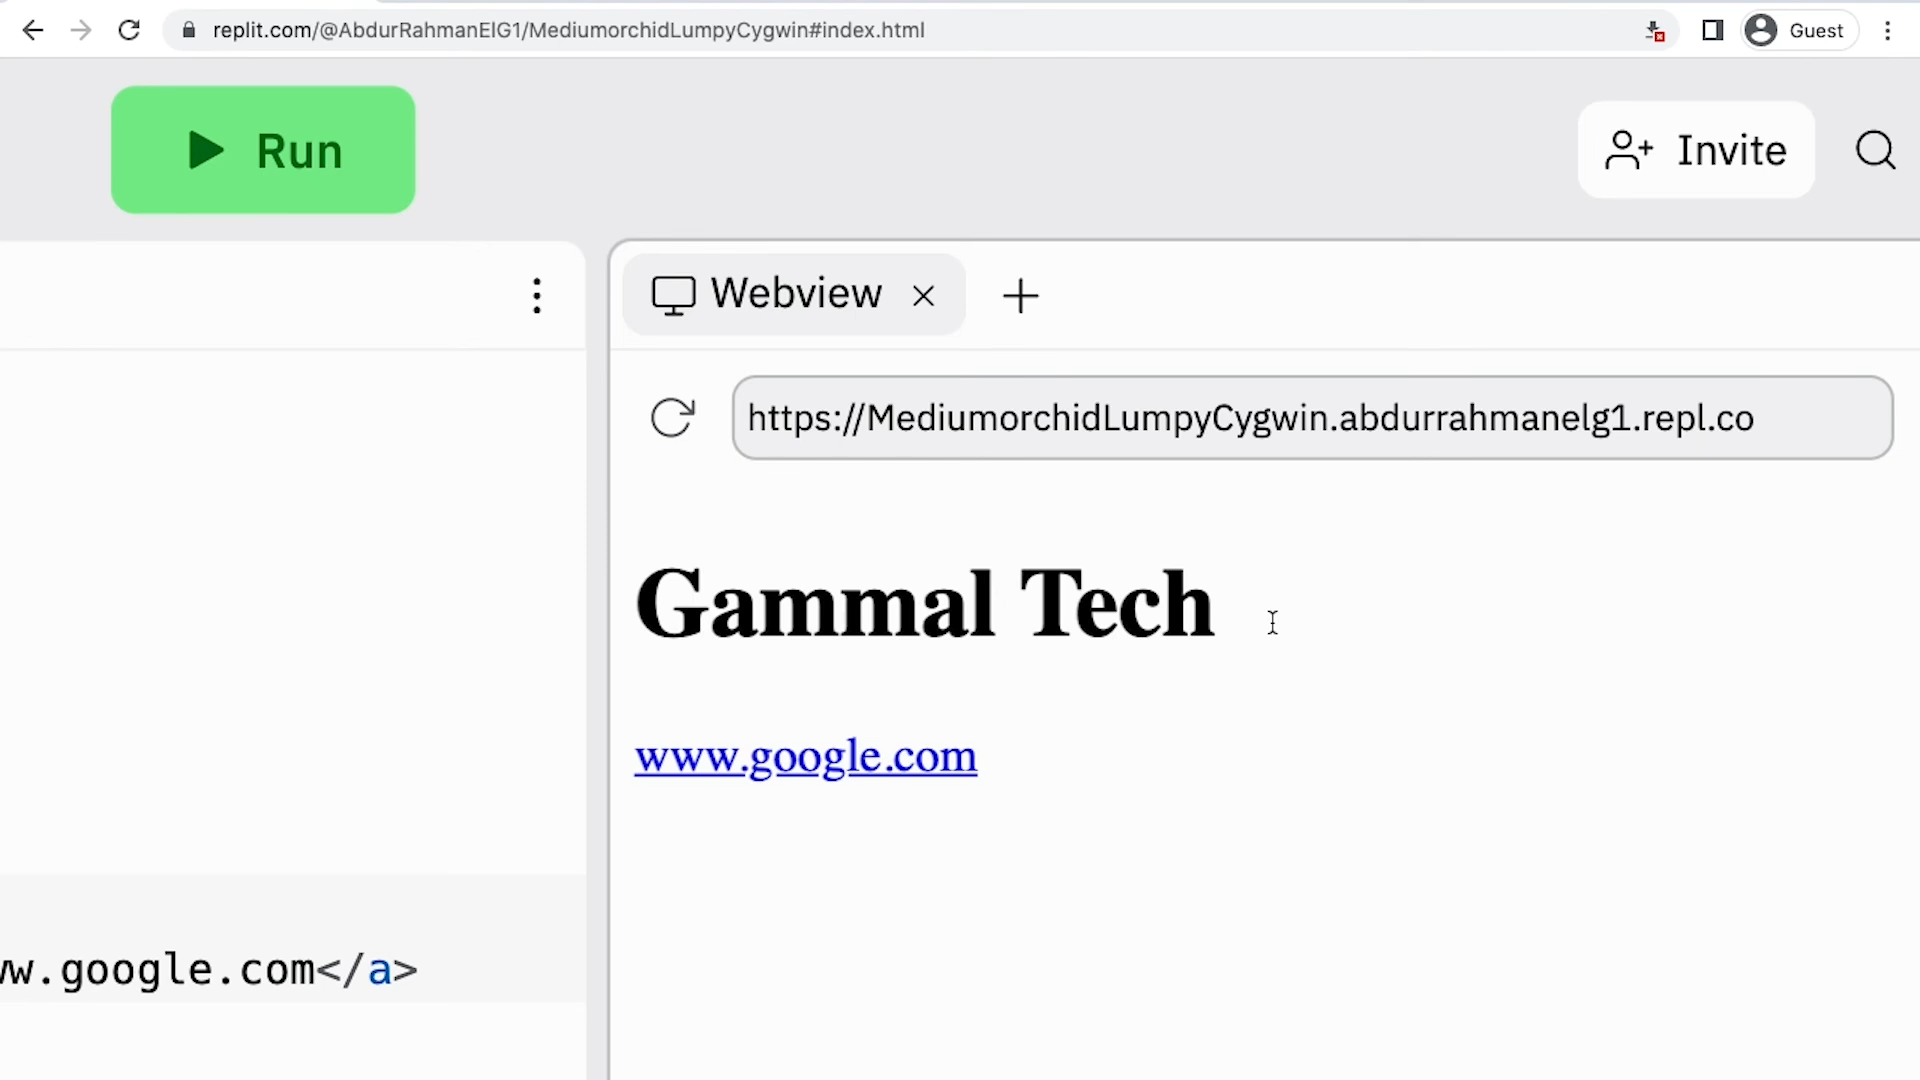 replit.com/@AbdurRahmanElG1/MediumorchidLumpyCygwin#index.html
Guest
Run
Invite
Webview
https://MediumorchidLumpyCygwin.abdurrahmanelg1.repl.co
Gammal Tech
www.google.com
w.google.com</a>